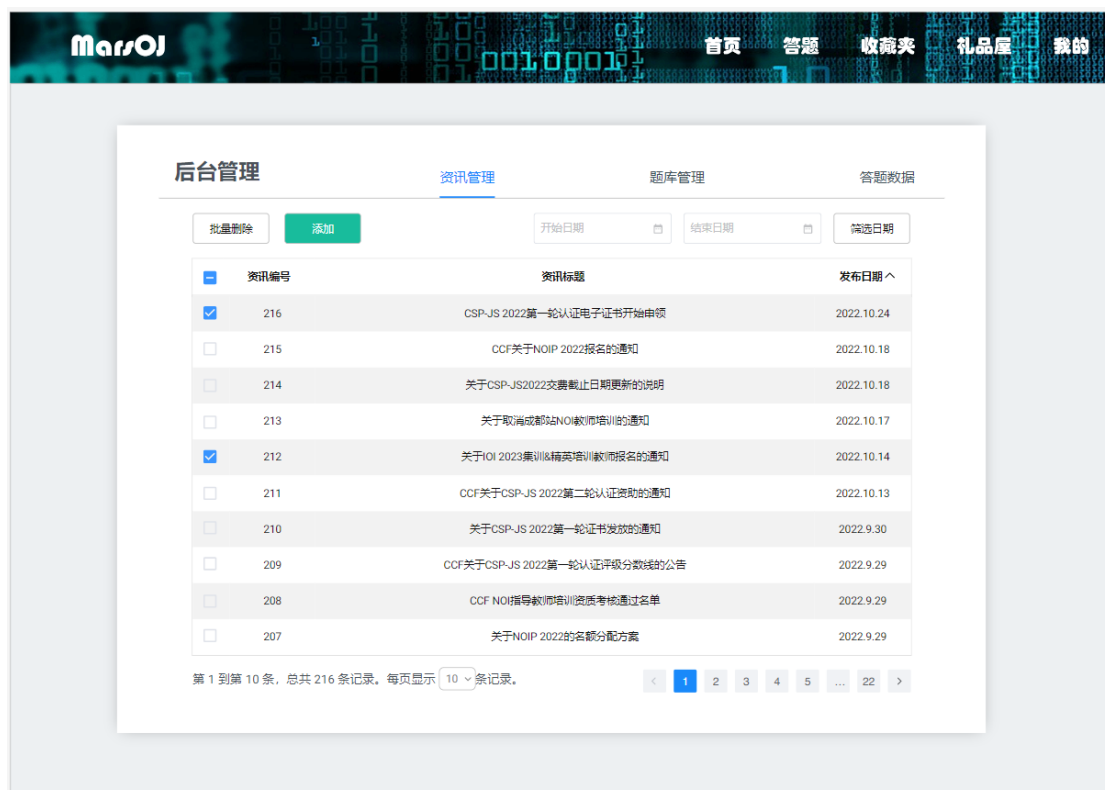 MarsOJ 首页 答题 收藏夹 礼品屋 我的
后台管理 资讯管理 题库管理 答题数据
批量删除 添加 开始日期 结束日期 筛选日期
资讯编号 资讯标题 发布日期
216 CSP-JS 2022第一轮认证电子证书开始申领 2022.10.24
215 CCF关于NOIP 2022报名的通知 2022.10.18
214 关于CSP-JS2022交费截止日期更新的说明 2022.10.18
213 关于取消成都站NOI教师培训的通知 2022.10.17
212 关于IOI 2023集训&精英培训教师报名的通知 2022.10.14
211 CCF关于CSP-JS 2022第二轮认证资助的通知 2022.10.13
210 关于CSP-JS 2022第一轮证书发放的通知 2022.9.30
209 CCF关于CSP-JS 2022第一轮认证评级分数线的公告 2022.9.29
208 CCF NOI指导教师培训资质考核通过名单 2022.9.29
207 关于NOIP 2022的名额分配方案 2022.9.29
第 1 到第 10 条，总共 216 条记录。每页显示 10 条记录。 < 1 2 3 4 5 ... 22 >